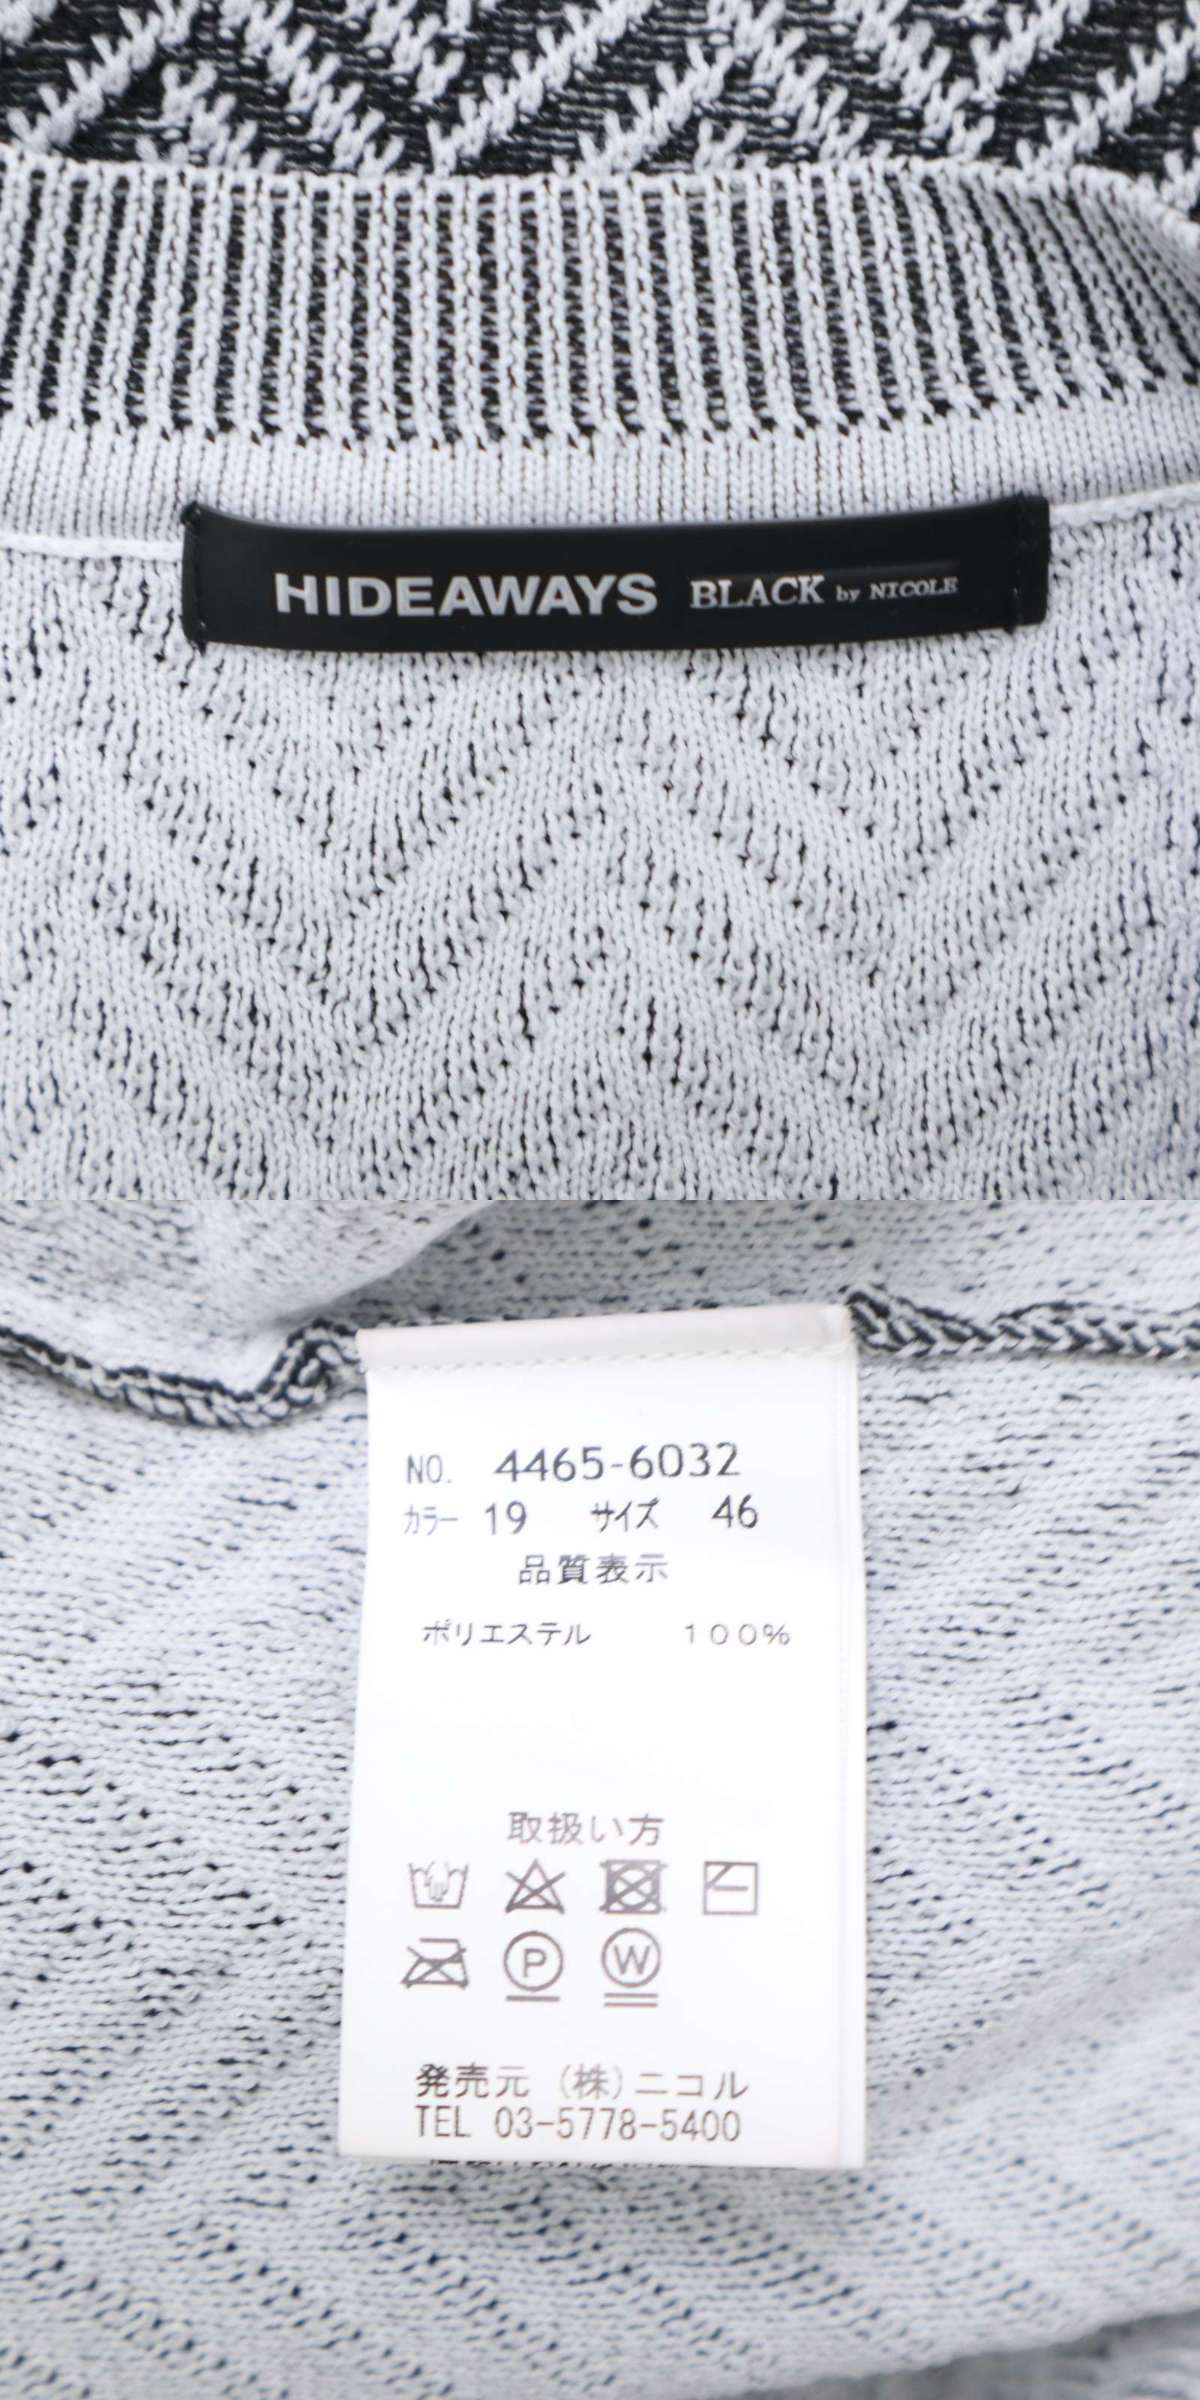 HIDEAWAYS BLACK by NICOLE
NO. 4465-6032
カラー 19 サイズ 46
品質表示
ポリエステル 100%
取扱い方
P W
発売元 (株)ニコル
TEL 03-5778-5400